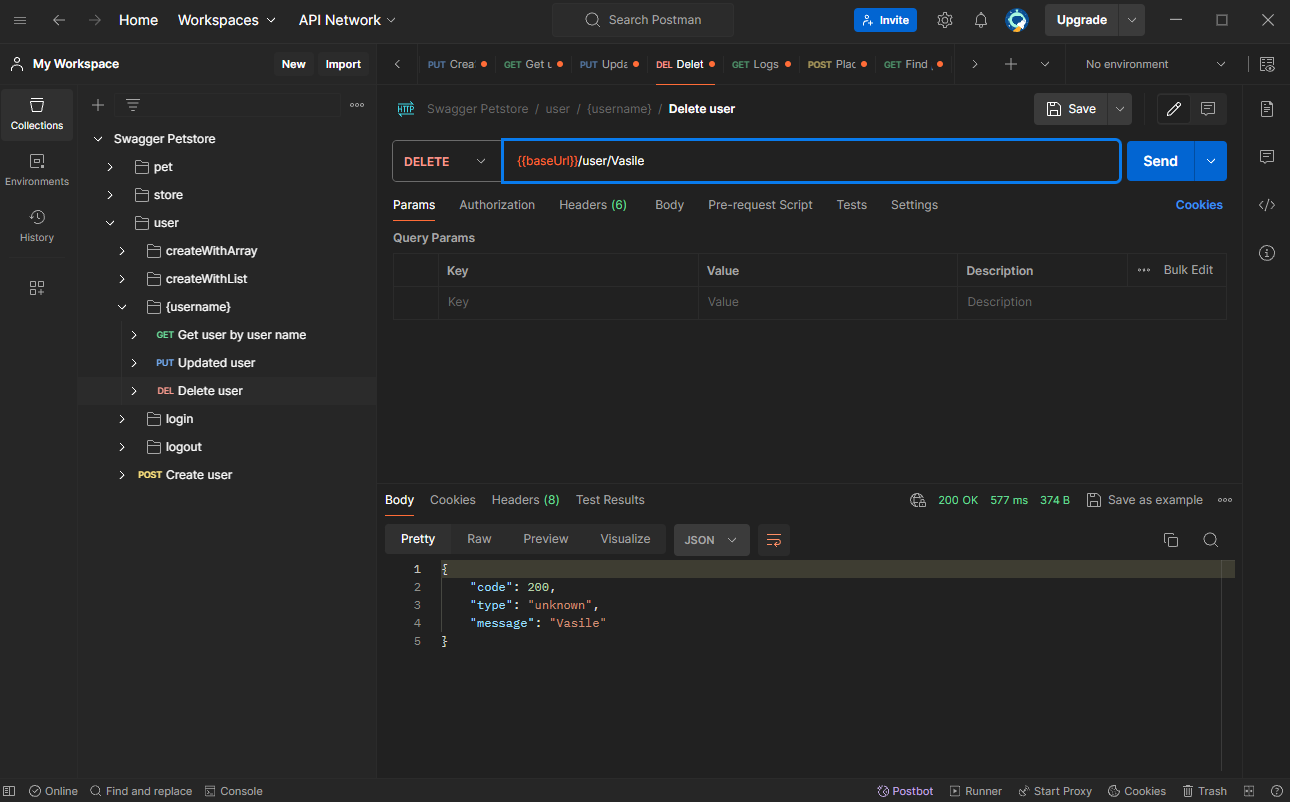 Home Workspaces API Network Search Postman Invite Upgrade
My Workspace New Import
PUT Crea GET Get u PUT Upda DEL Delet GET Logs POST Plac GET Find No environment
Collections
Environments
History
Swagger Petstore
pet
store
user
createWithArray
createWithList
{username}
GET Get user by user name
PUT Updated user
DEL Delete user
login
logout
POST Create user
HTTP Swagger Petstore / user / {username} / Delete user Save
DELETE {{baseUrl}}/user/Vasile Send
Params Authorization Headers (6) Body Pre-request Script Tests Settings Cookies
Query Params
Key Value Description Bulk Edit
Key Value Description
Body Cookies Headers (8) Test Results 200 OK 577 ms 374 B Save as example
Pretty Raw Preview Visualize JSON
1 {
2 "code": 200,
3 "type": "unknown",
4 "message": "Vasile"
5 }
Online Find and replace Console Postbot Runner Start Proxy Cookies Trash